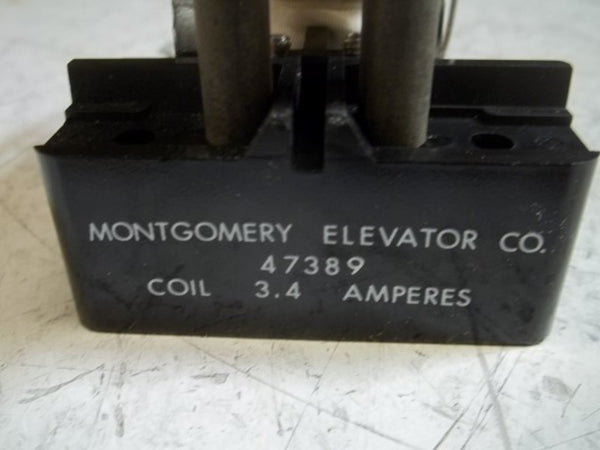 MONTGOMERY ELEVATOR CO.
47389
COIL 3.4 AMPERES